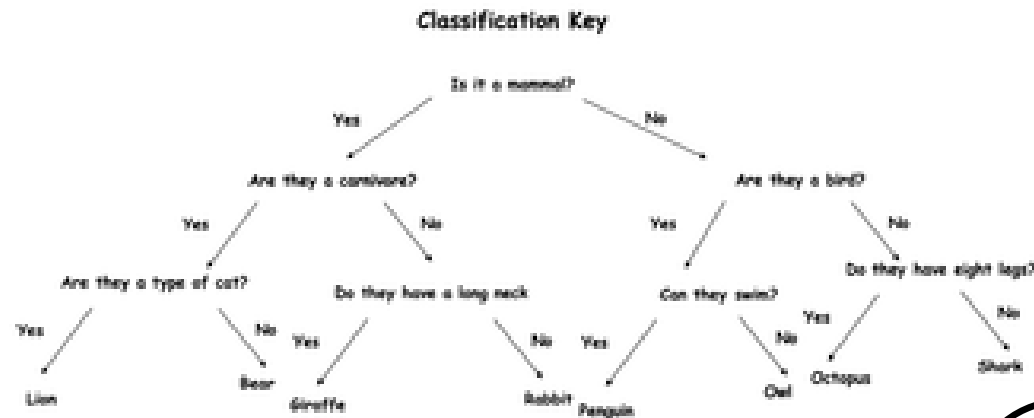 Classification Key
Is it a mammal?
Yes
No
Are they a carnivore?
Are they a bird?
Yes
No
Yes
No
Are they a type of cat?
Do they have a long neck
Can they swim?
Do they have eight legs?
Yes
No
Yes
No
Yes
No
Yes
No
Lion
Bear
Giraffe
Rabbit
Penguin
Owl
Octopus
Shark